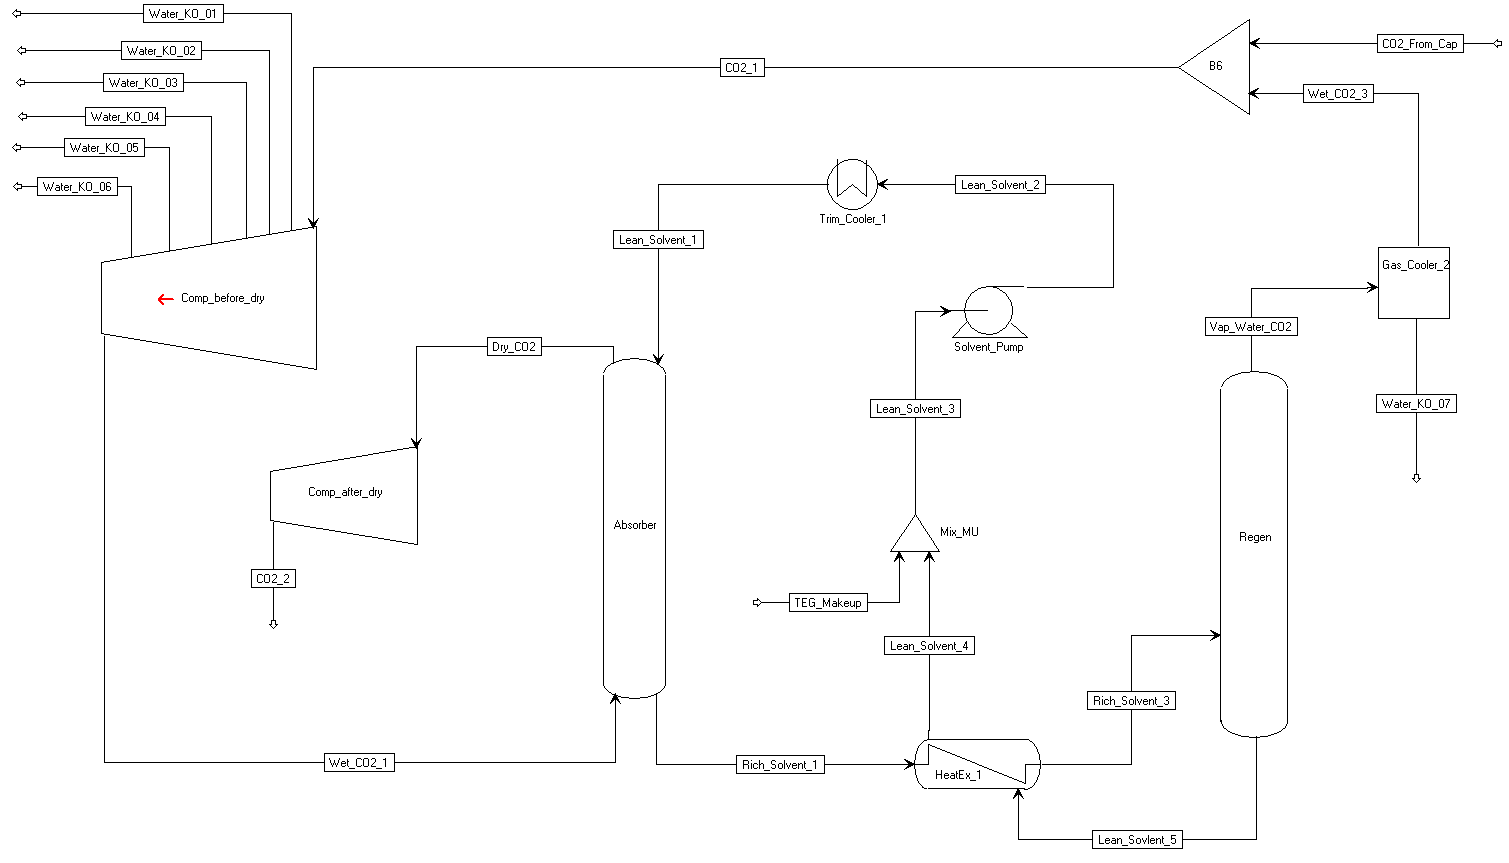 Water_KO_01
CO2_From_Cap
Water_KO_02
B6
CO2_1
Water_KO_03
Wet_CO2_3
Water_KO_04
Water_KO_05
Water_KO_06
Lean_Solvent_2
Trim_Cooler_1
Lean_Solvent_1
Gas_Cooler_2
Comp_before_dry
Vap_Water_CO2
Dry_CO2
Solvent_Pump
Water_KO_07
Lean_Solvent_3
Comp_after_dry
Absorber
Mix_MU
Regen
CO2_2
TEG_Makeup
Lean_Solvent_4
Rich_Solvent_3
Wet_CO2_1
Rich_Solvent_1
HeatEx_1
Lean_Sovlent_5